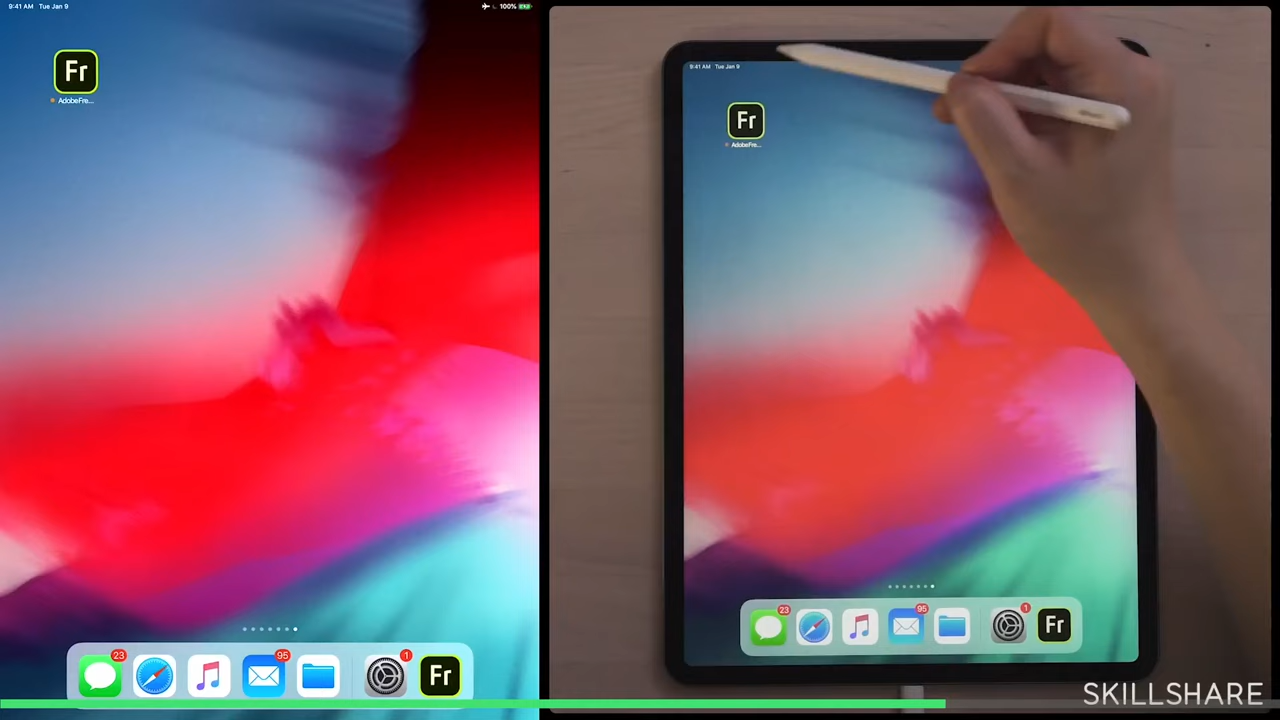 9:41 AM Tue Jan 9
100%
Fr
AdobeFre...
23
95
1
Fr
9:41 AM Tue Jan 9
Fr
AdobeFre...
23
95
1
Fr
SKILLSHARE